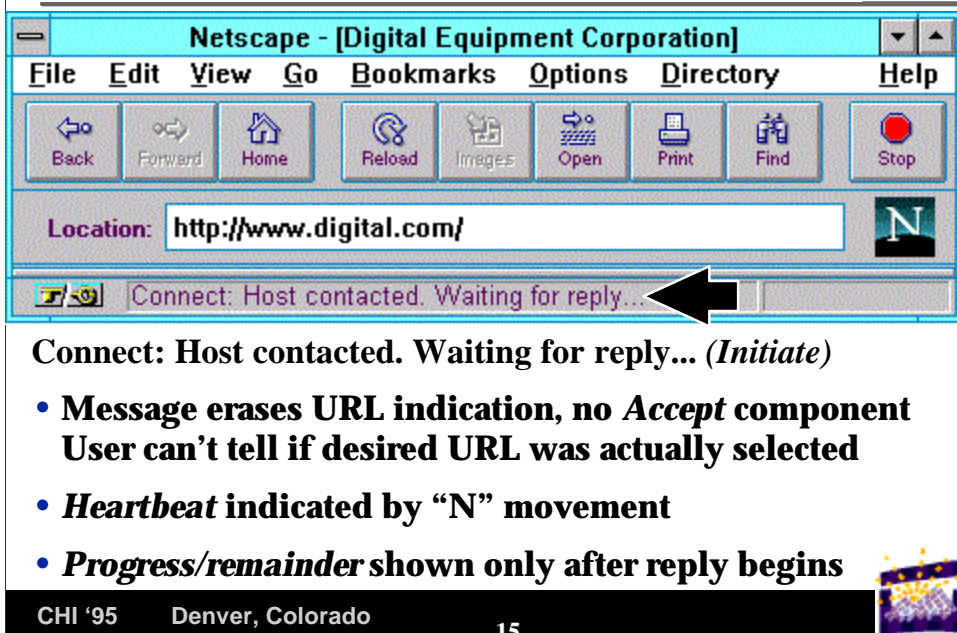 Netscape - [Digital Equipment Corporation]
File Edit View Go Bookmarks Options Directory Help
Back Forward Home Reload Images Open Print Find Stop
Location: http://www.digital.com/ N
Connect: Host contacted. Waiting for reply...
Connect: Host contacted. Waiting for reply... (Initiate)
• Message erases URL indication, no Accept component
User can't tell if desired URL was actually selected
• Heartbeat indicated by “N” movement
• Progress/remainder shown only after reply begins
CHI ‘95 Denver, Colorado
15